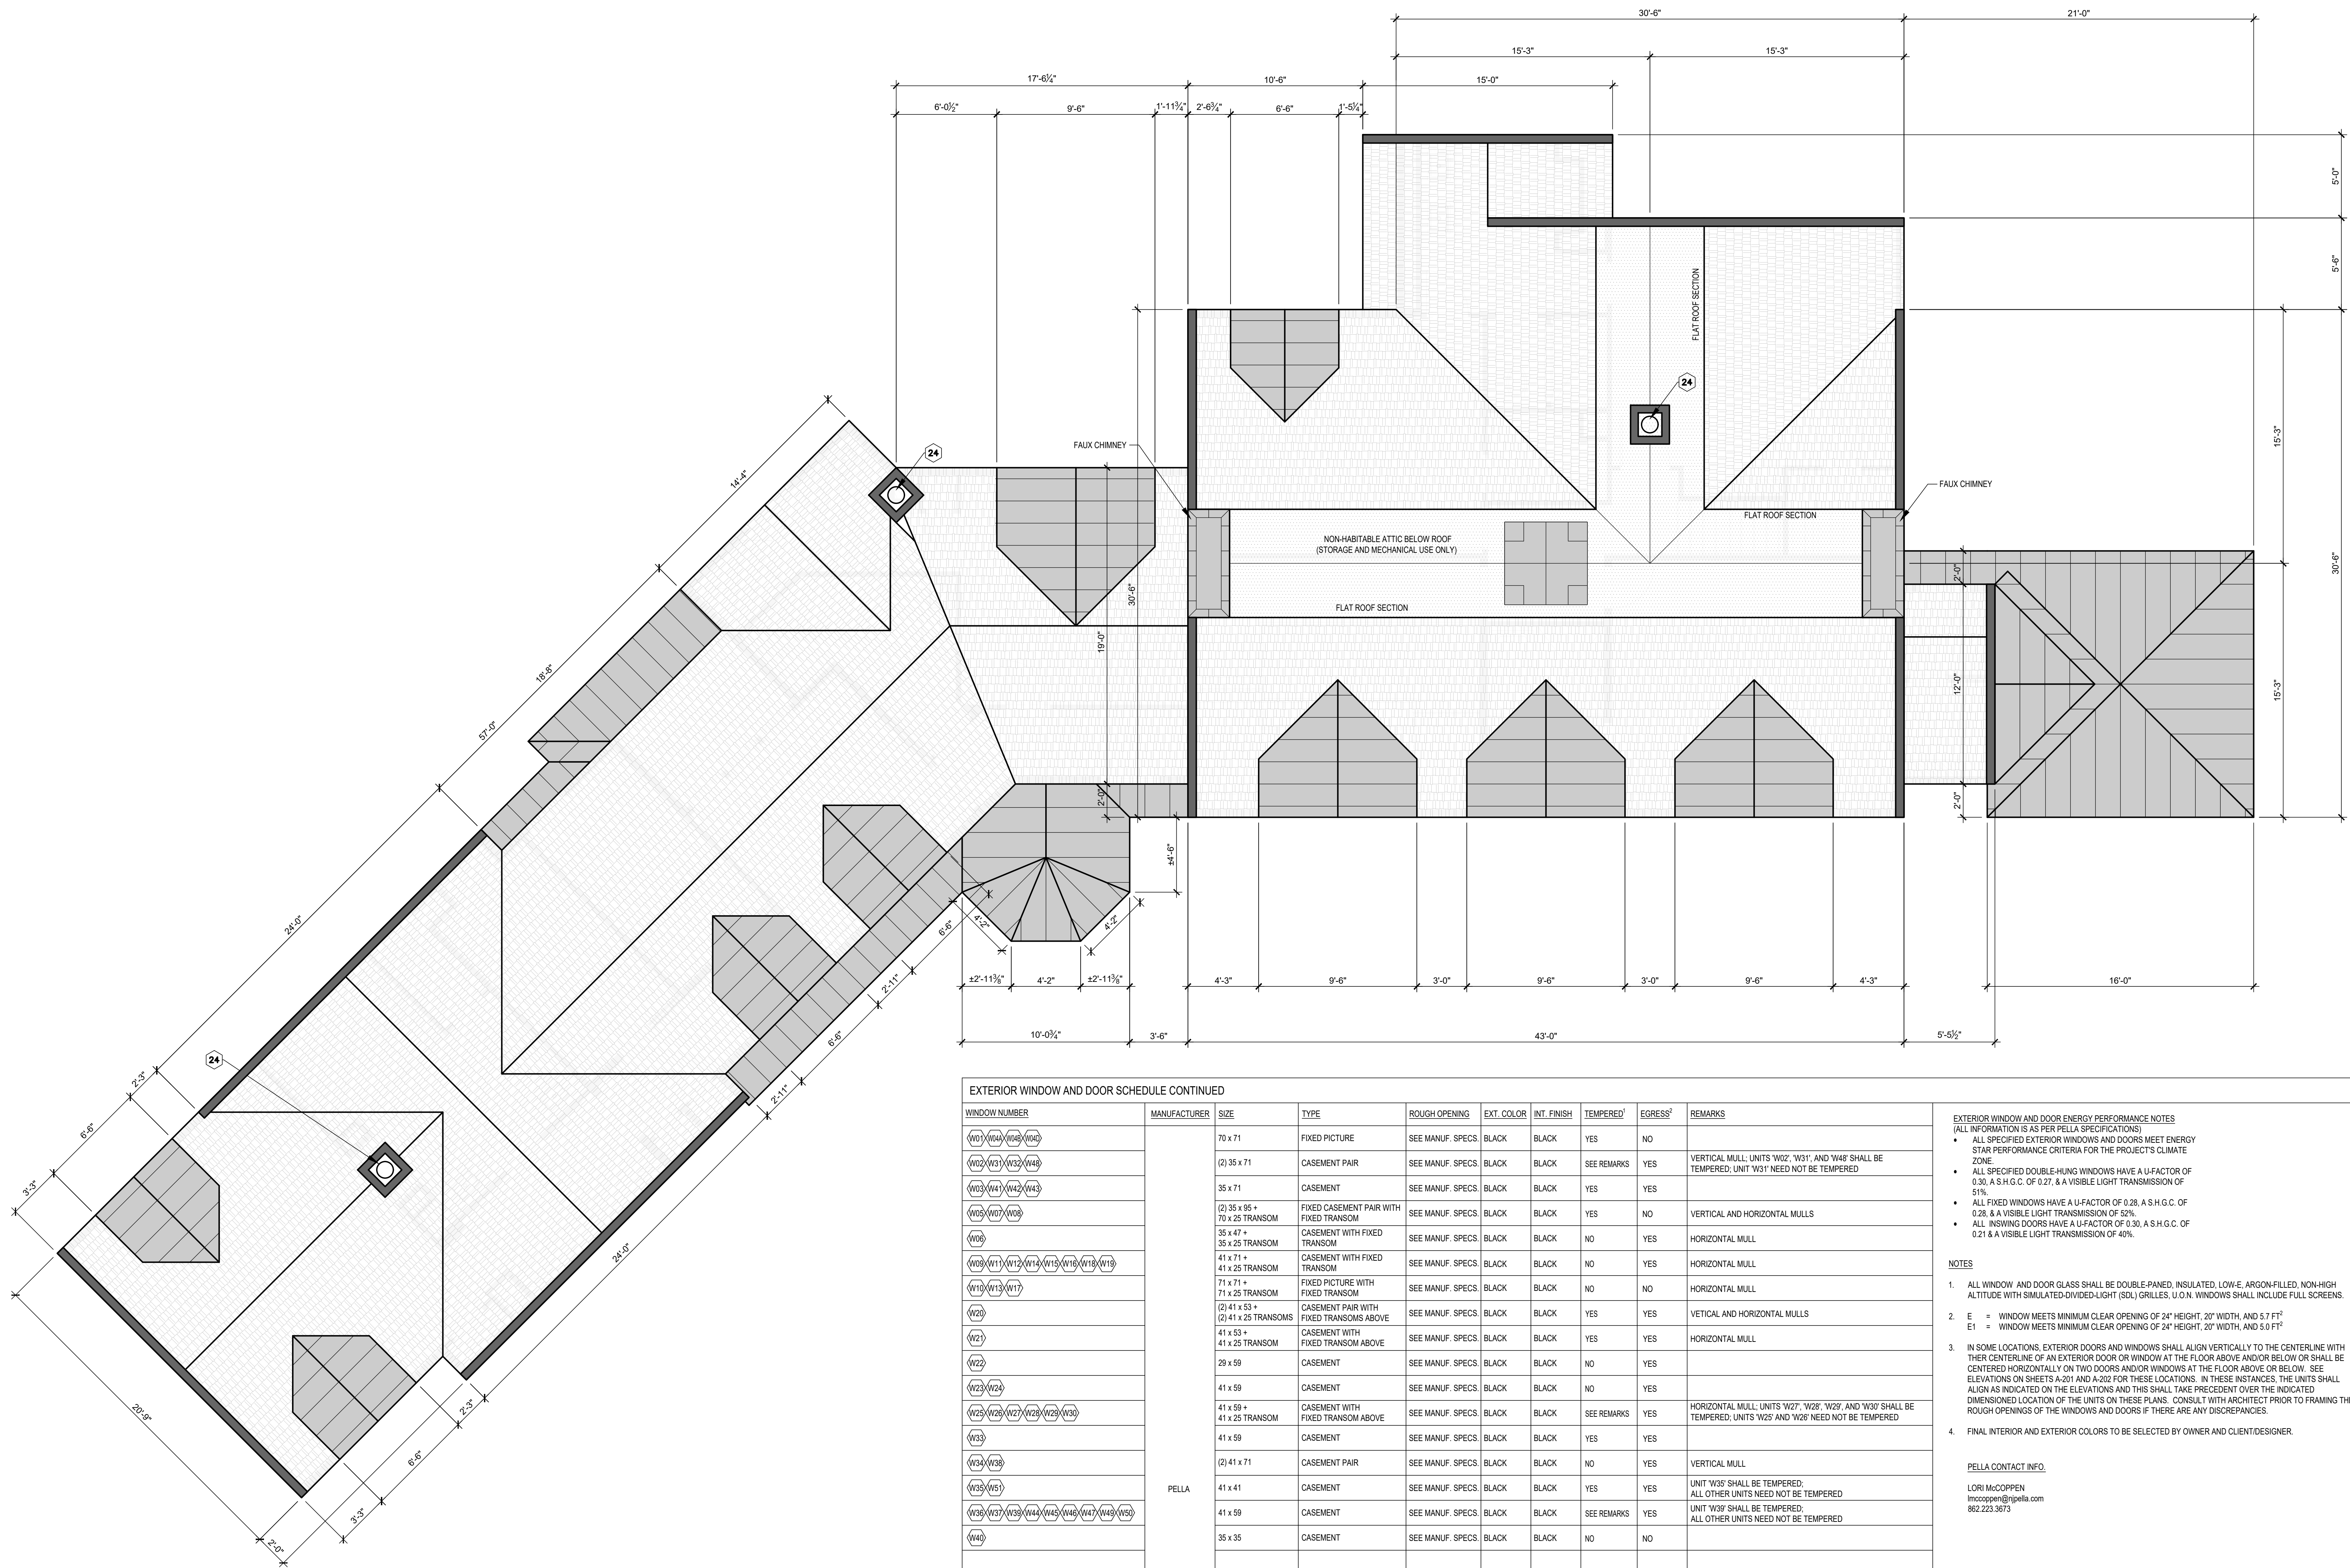 30'-6"
21'-0"
15'-3"
15'-3"
17'-6¼"
10'-6"
15'-0"
6'-0½"
9'-6"
1'-11¾"
2'-6¾"
6'-6"
1'-5¼"
5'-0"
5'-6"
FLAT ROOF SECTION
24
14'-4"
24
FAUX CHIMNEY
15'-3"
FAUX CHIMNEY
FLAT ROOF SECTION
NON-HABITABLE ATTIC BELOW ROOF
(STORAGE AND MECHANICAL USE ONLY)
30'-6"
2'-0"
30'-6"
FLAT ROOF SECTION
19'-0"
18'-8"
12'-0"
15'-3"
57'-0"
2'-0"
2'-0"
±4'-6"
24'-0"
4'-2"
4'-2"
6'-6"
2'-11"
±2'-11⅜"
4'-2"
±2'-11⅜"
4'-3"
9'-6"
3'-0"
9'-6"
3'-0"
9'-6"
4'-3"
16'-0"
10'-0¾"
3'-6"
43'-0"
5'-5½"
6'-6"
2'-11"
24
2'-3"
6'-6"
3'-3"
24'-0"
20'-9"
2'-3"
6'-6"
3'-3"
2'-0"
EXTERIOR WINDOW AND DOOR SCHEDULE CONTINUED
WINDOW NUMBER MANUFACTURER SIZE TYPE ROUGH OPENING EXT. COLOR INT. FINISH TEMPERED¹ EGRESS² REMARKS
W01 W04A W04B W04D 70 x 71 FIXED PICTURE SEE MANUF. SPECS. BLACK BLACK YES NO
W02 W31 W32 W48 (2) 35 x 71 CASEMENT PAIR SEE MANUF. SPECS. BLACK BLACK SEE REMARKS YES VERTICAL MULL; UNITS 'W02', 'W31', AND 'W48' SHALL BE
TEMPERED; UNIT 'W31' NEED NOT BE TEMPERED
W03 W41 W42 W43 35 x 71 CASEMENT SEE MANUF. SPECS. BLACK BLACK YES YES
W05 W07 W08 (2) 35 x 95 + FIXED CASEMENT PAIR WITH SEE MANUF. SPECS. BLACK BLACK YES NO VERTICAL AND HORIZONTAL MULLS
70 x 25 TRANSOM FIXED TRANSOM
W06 35 x 47 + CASEMENT WITH FIXED SEE MANUF. SPECS. BLACK BLACK NO YES HORIZONTAL MULL
35 x 25 TRANSOM TRANSOM
W09 W11 W12 W14 W15 W16 W18 W19 41 x 71 + CASEMENT WITH FIXED SEE MANUF. SPECS. BLACK BLACK NO YES HORIZONTAL MULL
41 x 25 TRANSOM TRANSOM
W10 W13 W17 71 x 71 + FIXED PICTURE WITH SEE MANUF. SPECS. BLACK BLACK NO NO HORIZONTAL MULL
71 x 25 TRANSOM FIXED TRANSOM
W20 (2) 41 x 53 + CASEMENT PAIR WITH SEE MANUF. SPECS. BLACK BLACK YES YES VETICAL AND HORIZONTAL MULLS
(2) 41 x 25 TRANSOMS FIXED TRANSOMS ABOVE
W21 41 x 53 + CASEMENT WITH SEE MANUF. SPECS. BLACK BLACK YES YES HORIZONTAL MULL
41 x 25 TRANSOM FIXED TRANSOM ABOVE
W22 29 x 59 CASEMENT SEE MANUF. SPECS. BLACK BLACK NO YES
W23 W24 41 x 59 CASEMENT SEE MANUF. SPECS. BLACK BLACK NO YES
W25 W26 W27 W28 W29 W30 41 x 59 + CASEMENT WITH SEE MANUF. SPECS. BLACK BLACK SEE REMARKS YES HORIZONTAL MULL; UNITS 'W27', 'W28', 'W29', AND 'W30' SHALL BE
41 x 25 TRANSOM FIXED TRANSOM ABOVE TEMPERED; UNITS 'W25' AND 'W26' NEED NOT BE TEMPERED
W33 41 x 59 CASEMENT SEE MANUF. SPECS. BLACK BLACK YES YES
W34 W38 (2) 41 x 71 CASEMENT PAIR SEE MANUF. SPECS. BLACK BLACK NO YES VERTICAL MULL
W35 W51 PELLA 41 x 41 CASEMENT SEE MANUF. SPECS. BLACK BLACK YES YES UNIT 'W35' SHALL BE TEMPERED;
ALL OTHER UNITS NEED NOT BE TEMPERED
W36 W37 W39 W44 W45 W46 W47 W49 W50 41 x 59 CASEMENT SEE MANUF. SPECS. BLACK BLACK SEE REMARKS YES UNIT 'W39' SHALL BE TEMPERED;
ALL OTHER UNITS NEED NOT BE TEMPERED
W40 35 x 35 CASEMENT SEE MANUF. SPECS. BLACK BLACK NO NO
EXTERIOR WINDOW AND DOOR ENERGY PERFORMANCE NOTES
(ALL INFORMATION IS AS PER PELLA SPECIFICATIONS)
• ALL SPECIFIED EXTERIOR WINDOWS AND DOORS MEET ENERGY
STAR PERFORMANCE CRITERIA FOR THE PROJECT'S CLIMATE
ZONE.
• ALL SPECIFIED DOUBLE-HUNG WINDOWS HAVE A U-FACTOR OF
0.30, A S.H.G.C. OF 0.27, & A VISIBLE LIGHT TRANSMISSION OF
51%.
• ALL FIXED WINDOWS HAVE A U-FACTOR OF 0.28, A S.H.G.C. OF
0.28, & A VISIBLE LIGHT TRANSMISSION OF 52%.
• ALL INSWING DOORS HAVE A U-FACTOR OF 0.30, A S.H.G.C. OF
0.21 & A VISIBLE LIGHT TRANSMISSION OF 40%.
NOTES
1. ALL WINDOW AND DOOR GLASS SHALL BE DOUBLE-PANED, INSULATED, LOW-E, ARGON-FILLED, NON-HIGH
ALTITUDE WITH SIMULATED-DIVIDED-LIGHT (SDL) GRILLES, U.O.N. WINDOWS SHALL INCLUDE FULL SCREENS.
2. E = WINDOW MEETS MINIMUM CLEAR OPENING OF 24" HEIGHT, 20" WIDTH, AND 5.7 FT²
E1 = WINDOW MEETS MINIMUM CLEAR OPENING OF 24" HEIGHT, 20" WIDTH, AND 5.0 FT²
3. IN SOME LOCATIONS, EXTERIOR DOORS AND WINDOWS SHALL ALIGN VERTICALLY TO THE CENTERLINE WITH
THER CENTERLINE OF AN EXTERIOR DOOR OR WINDOW AT THE FLOOR ABOVE AND/OR BELOW OR SHALL BE
CENTERED HORIZONTALLY ON TWO DOORS AND/OR WINDOWS AT THE FLOOR ABOVE OR BELOW. SEE
ELEVATIONS ON SHEETS A-201 AND A-202 FOR THESE LOCATIONS. IN THESE INSTANCES, THE UNITS SHALL
ALIGN AS INDICATED ON THE ELEVATIONS AND THIS SHALL TAKE PRECEDENT OVER THE INDICATED
DIMENSIONED LOCATION OF THE UNITS ON THESE PLANS. CONSULT WITH ARCHITECT PRIOR TO FRAMING TH
ROUGH OPENINGS OF THE WINDOWS AND DOORS IF THERE ARE ANY DISCREPANCIES.
4. FINAL INTERIOR AND EXTERIOR COLORS TO BE SELECTED BY OWNER AND CLIENT/DESIGNER.
PELLA CONTACT INFO.
LORI McCOPPEN
lmccoppen@njpella.com
862.223.3673